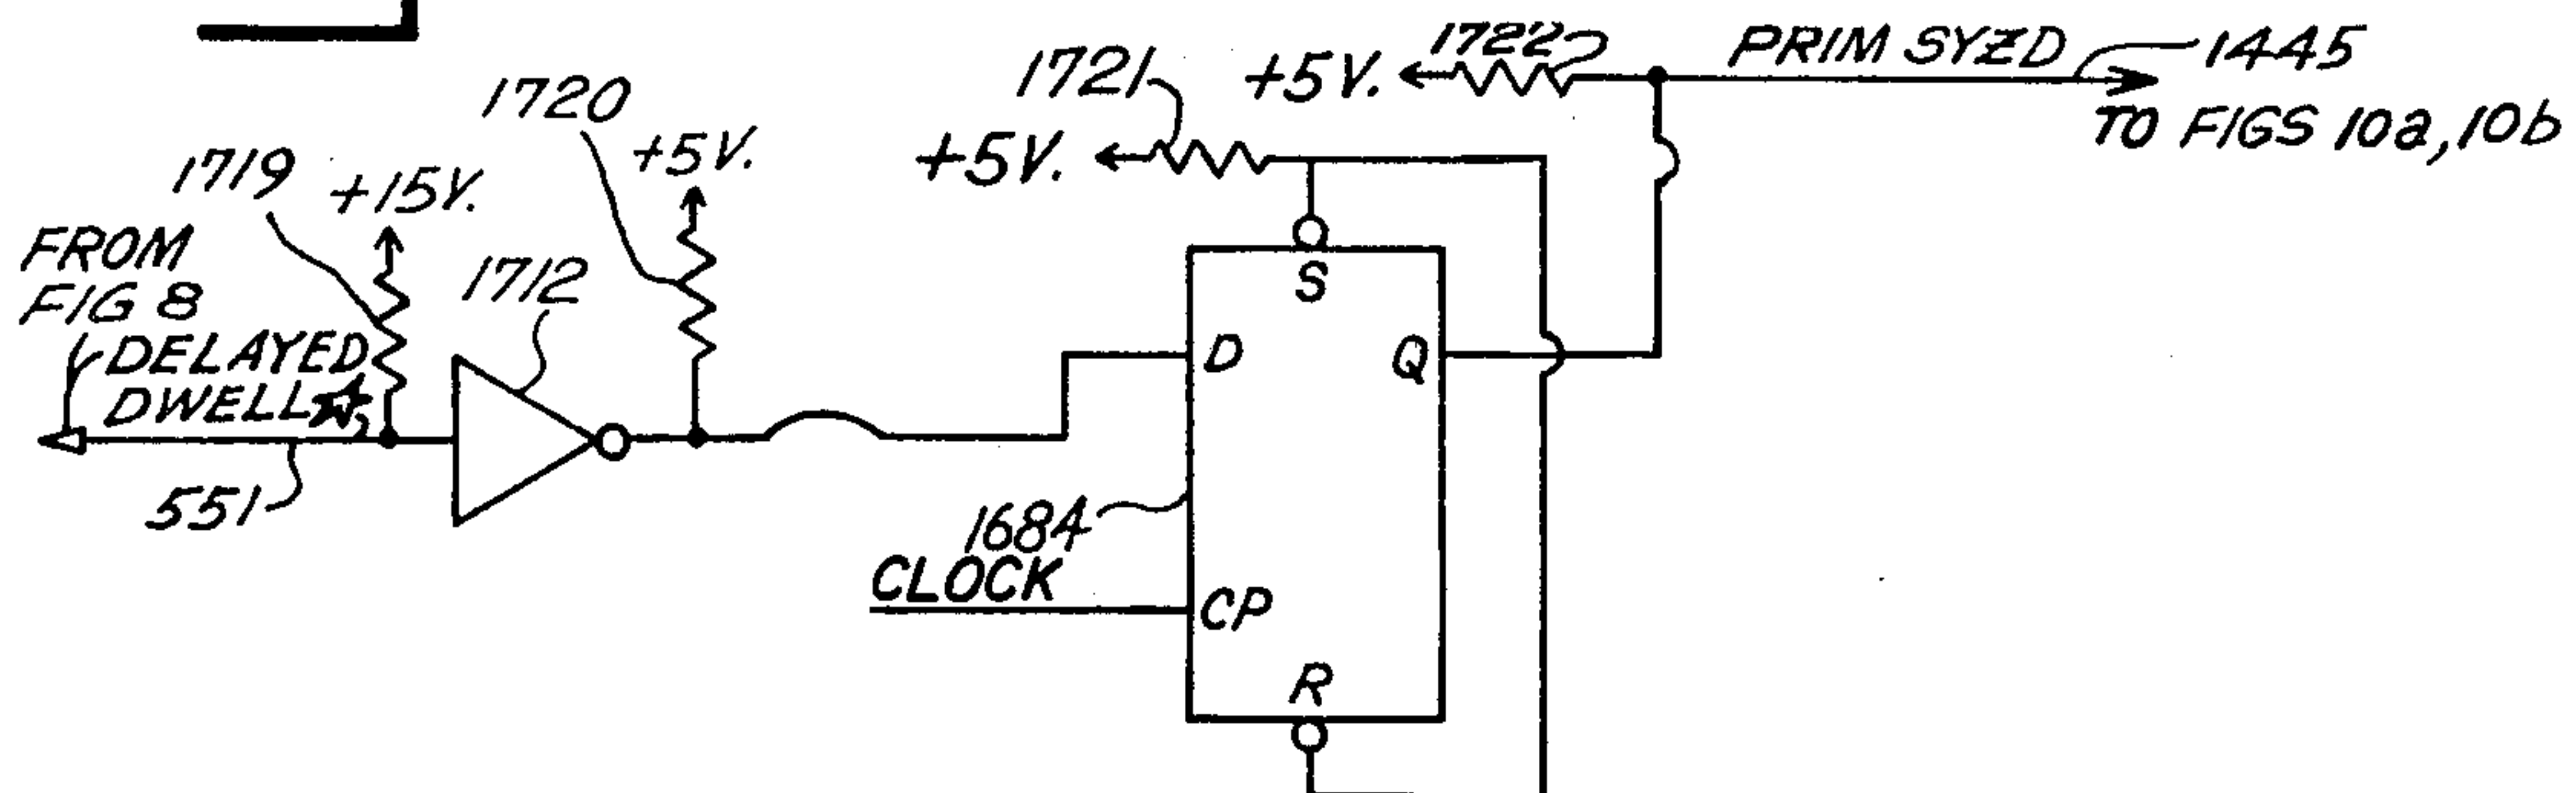 1722
PRIM SYZD
1445
+5V.
1721
TO FIGS 10a, 10b
1720
+5V.
+5V.
1719
+15V.
FROM
FIG 8
1712
DELAYED
DWELL☆
551
S
D
Q
1684
CLOCK
CP
R